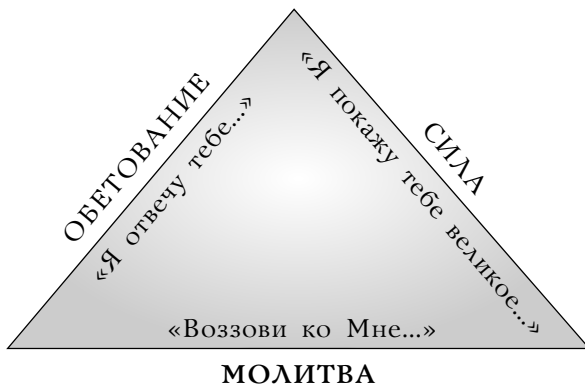 ОБЕТОВАНИЕ
«Я отвечу тебе...»
СИЛА
«Я покажу тебе великое...»
«Воззови ко Мне...»
МОЛИТВА